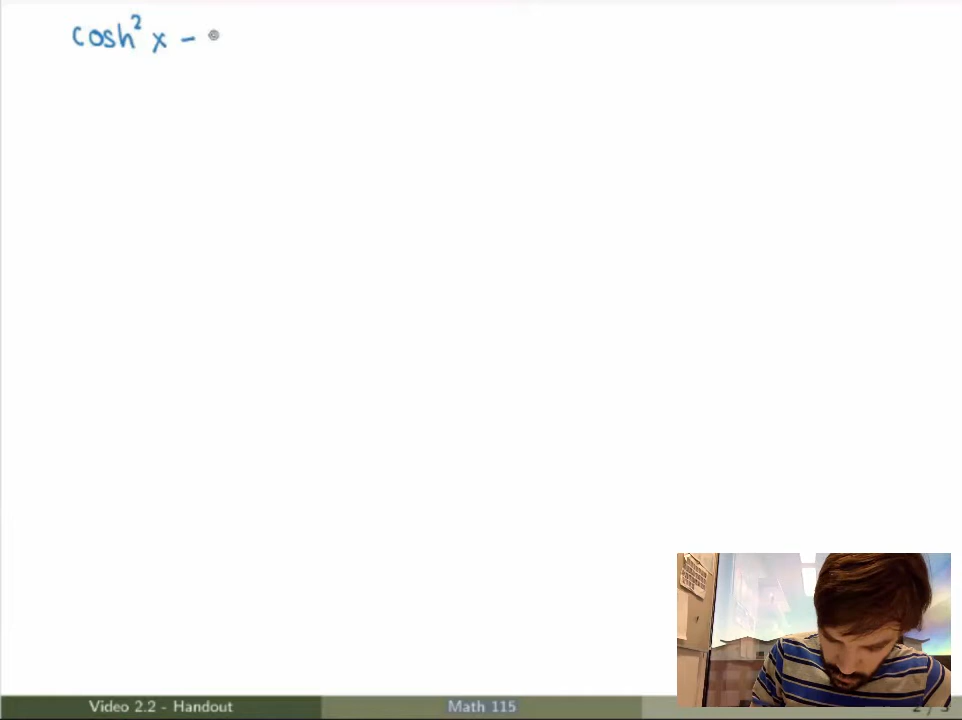 cosh² x –
Video 2.2 - Handout
Math 115